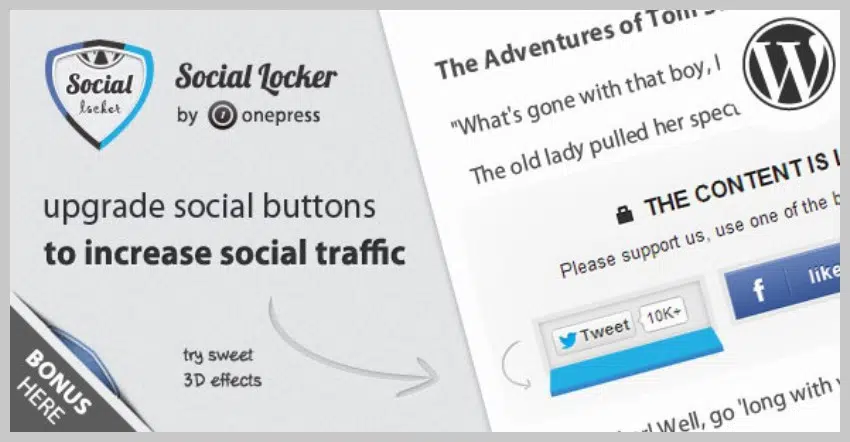 Social
locker
Social Locker
by onepress
upgrade social buttons
to increase social traffic
try sweet
3D effects
BONUS
HERE
The Adventures of Tom
"What's gone with that boy, I
The old lady pulled her
THE CONTENT IS
Please support us, use one of the
Tweet 10K+
like
Well, go 'long with